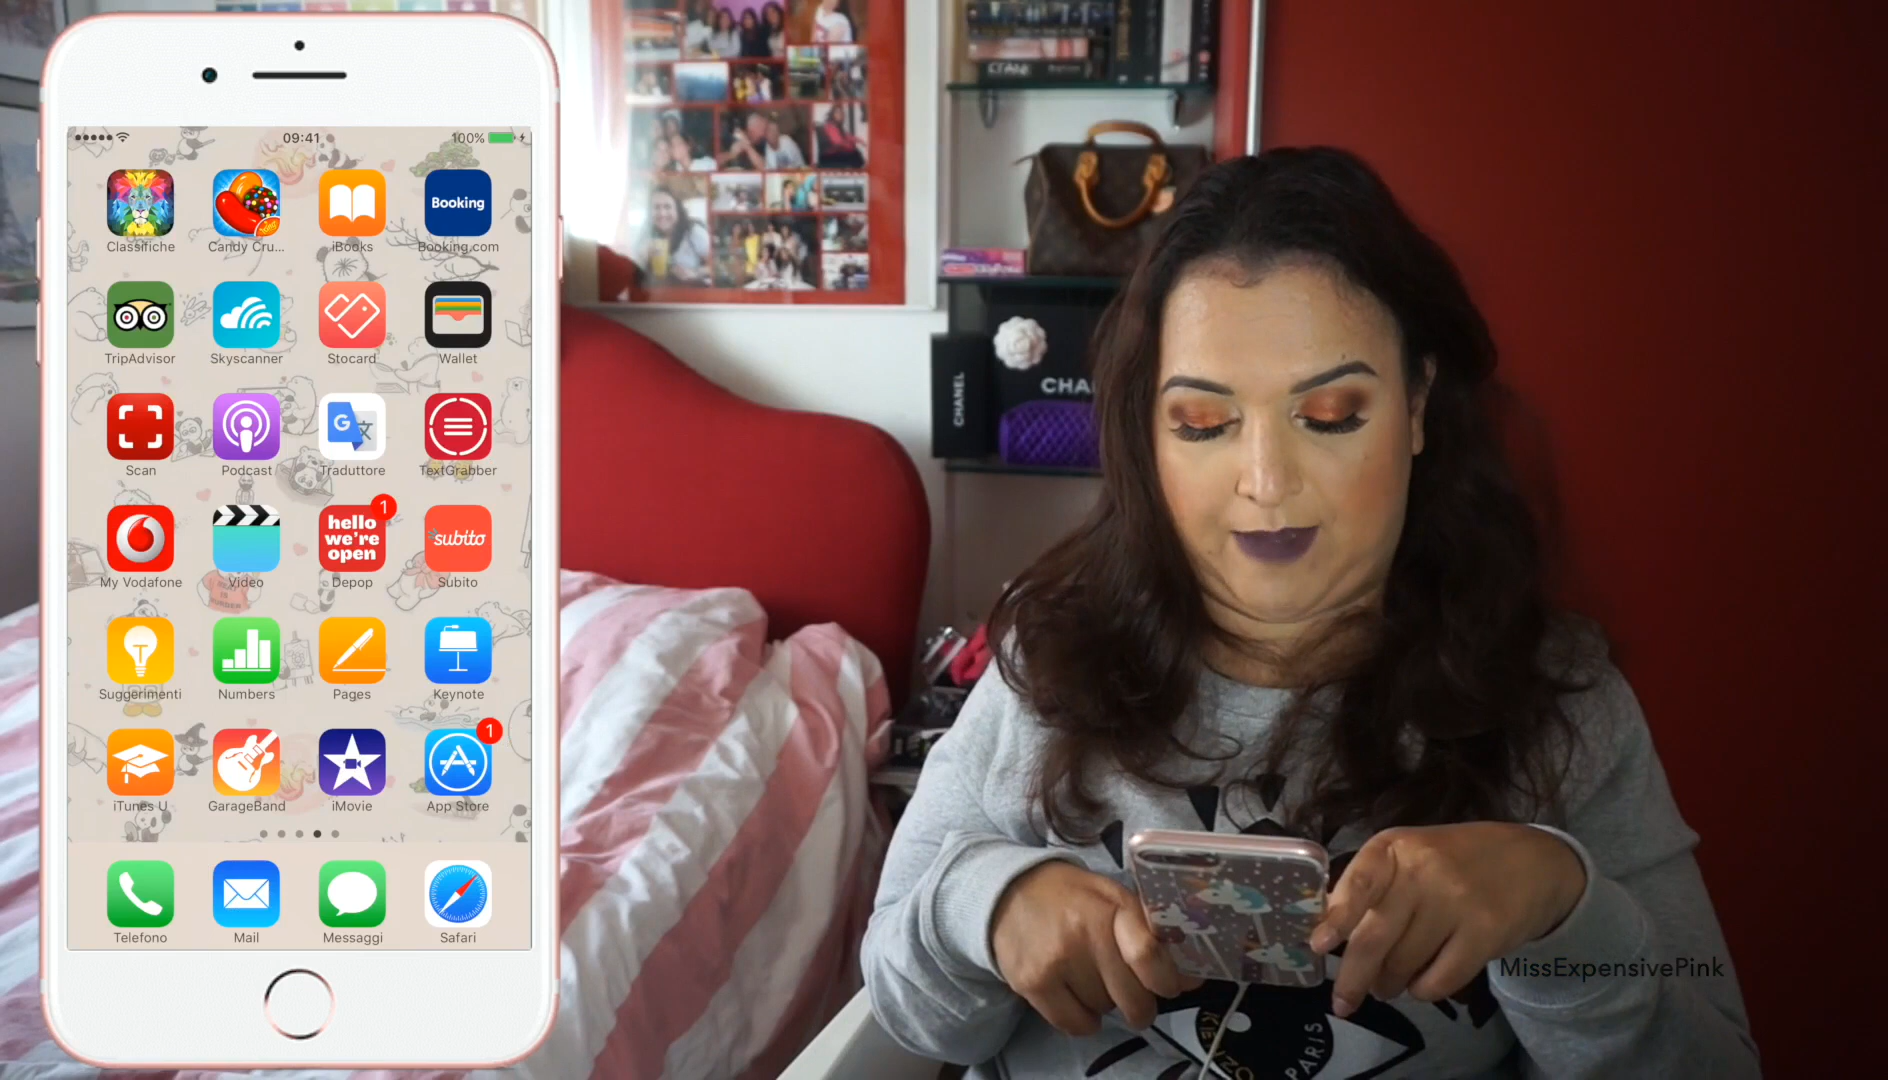 09:41
100%
Booking
Classifiche
Candy Cru...
iBooks
Booking.com
TripAdvisor
Skyscanner
Stocard
Wallet
G
Scan
Podcast
Traduttore
TextGrabber
1
hello
we're
open
subito
My Vodafone
Video
Depop
Subito
Suggerimenti
Numbers
Pages
Keynote
1
iTunes U
GarageBand
iMovie
App Store
Telefono
Mail
Messaggi
Safari
CHANEL
CHA
MissExpensivePink
KENZO
PARIS